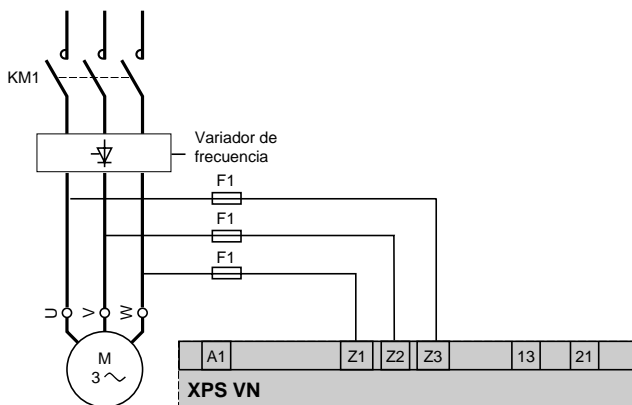 KM1
Variador de
frecuencia
F1
F1
F1
U V W
M
3
A1 Z1 Z2 Z3 13 21
XPS VN